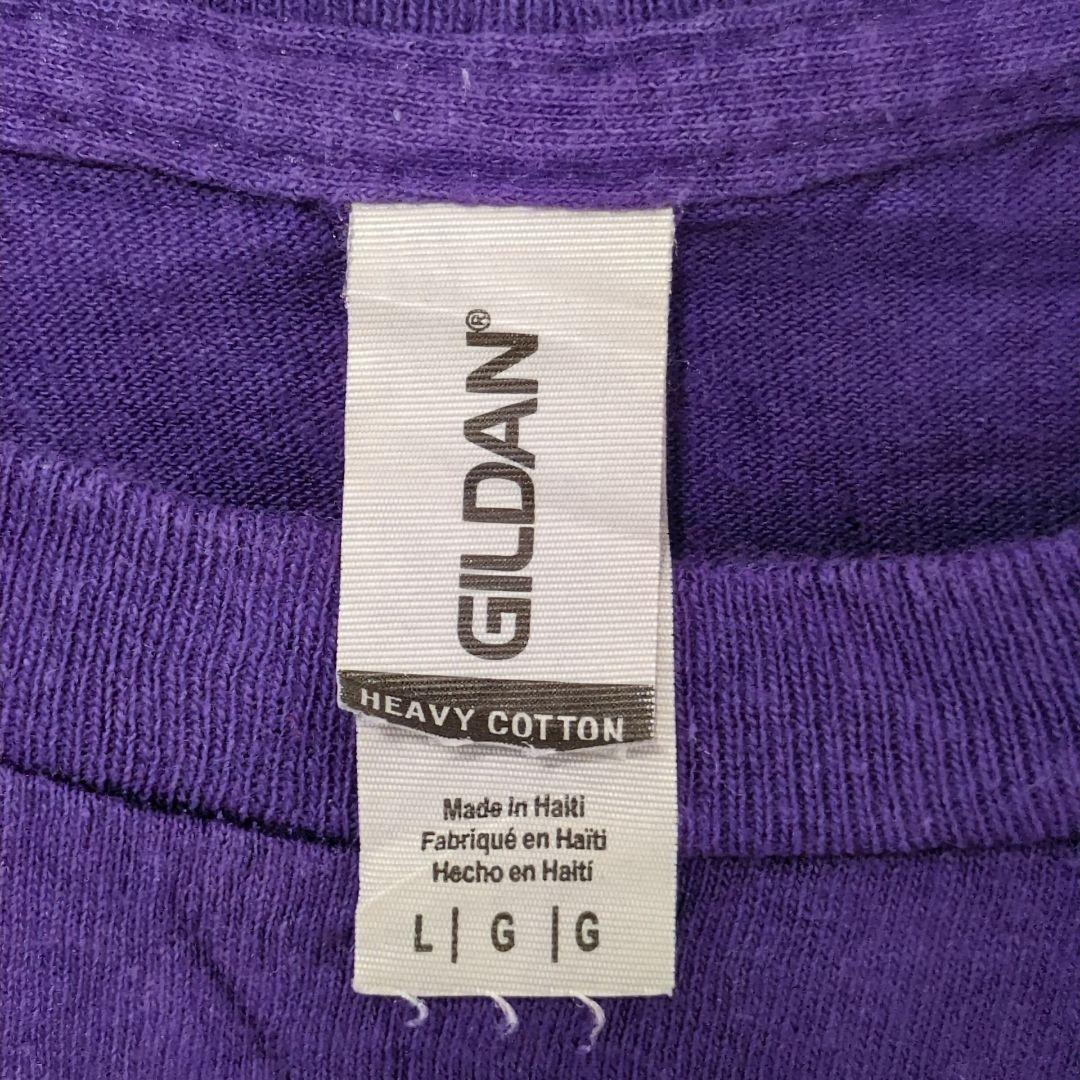 GILDAN®
HEAVY COTTON
Made in Haiti
Fabriqué en Haïti
Hecho en Haití
L | G | G